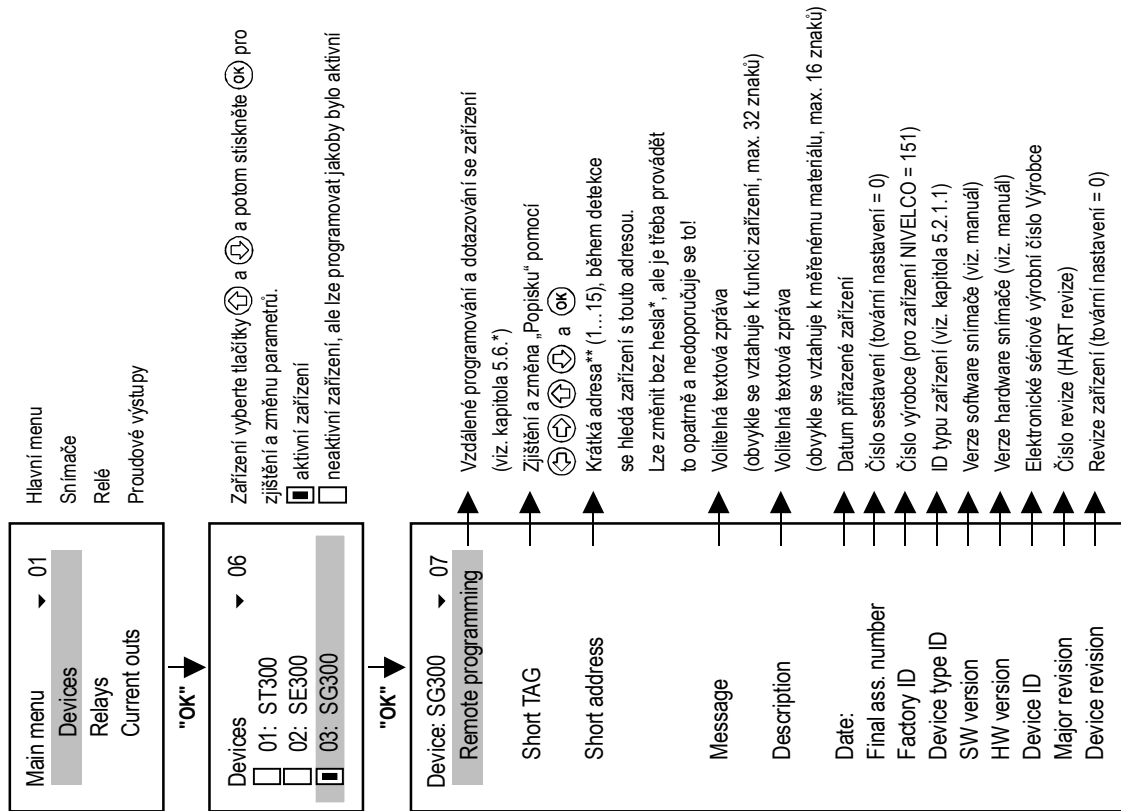 Main menu 01
Devices
Relays
Current outs
Hlavní menu
Snímače
Relé
Proudové výstupy
"OK"
Devices 06
01: ST300
02: SE300
03: SG300
Zařízení vyberte tlačítky a a potom stiskněte OK pro
zjištění a změnu parametrů.
aktivní zařízení
neaktivní zařízení, ale lze programovat jakoby bylo aktivní
"OK"
Device: SG300 07
Remote programming
Vzdálené programování a dotazování se zařízení
(viz. kapitola 5.6.*)
Short TAG
Zjištění a změna „Popisku“ pomocí
a OK
Short address
Krátká adresa** (1…15), během detekce
se hledá zařízení s touto adresou.
Lze změnit bez hesla*, ale je třeba provádět
to opatrně a nedoporučuje se to!
Message
Volitelná textová zpráva
(obvykle se vztahuje k funkci zařízení, max. 32 znaků)
Description
Volitelná textová zpráva
(obvykle se vztahuje k měřenému materiálu, max. 16 znaků)
Date:
Datum přiřazené zařízení
Final ass. number
Číslo sestavení (tovární nastavení = 0)
Factory ID
Číslo výrobce (pro zařízení NIVELCO = 151)
Device type ID
ID typu zařízení (viz. kapitola 5.2.1.1)
SW version
Verze software snímače (viz. manuál)
HW version
Verze hardware snímače (viz. manuál)
Device ID
Elektronické sériové výrobní číslo Výrobce
Major revision
Číslo revize (HART revize)
Device revision
Revize zařízení (tovární nastavení = 0)